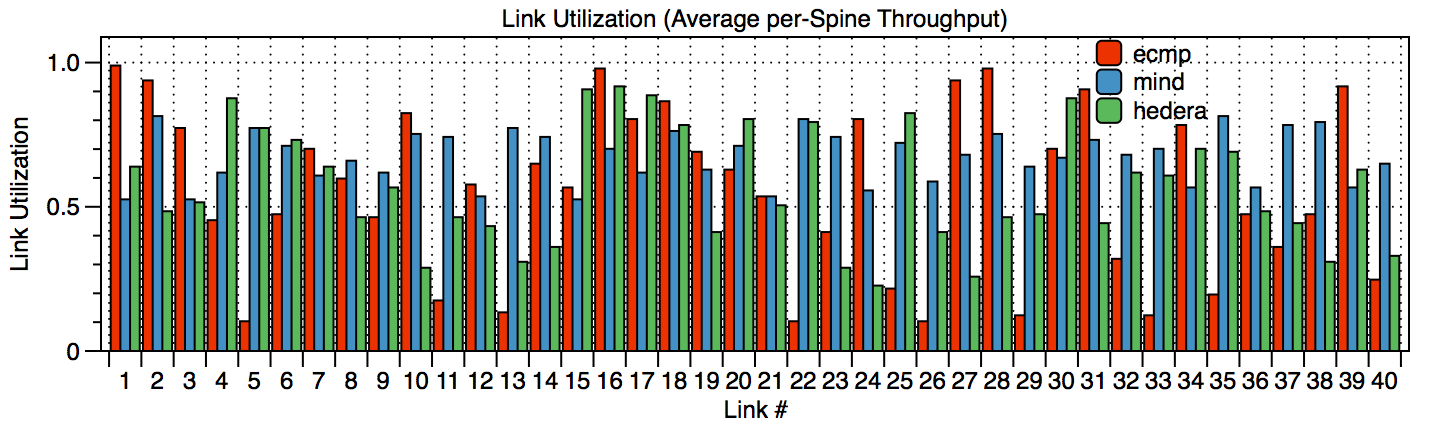 Link Utilization (Average per-Spine Throughput)
ecmp
mind
hedera
Link Utilization
1.0
0.5
0
1 2 3 4 5 6 7 8 9 10 11 12 13 14 15 16 17 18 19 20 21 22 23 24 25 26 27 28 29 30 31 32 33 34 35 36 37 38 39 40
Link #